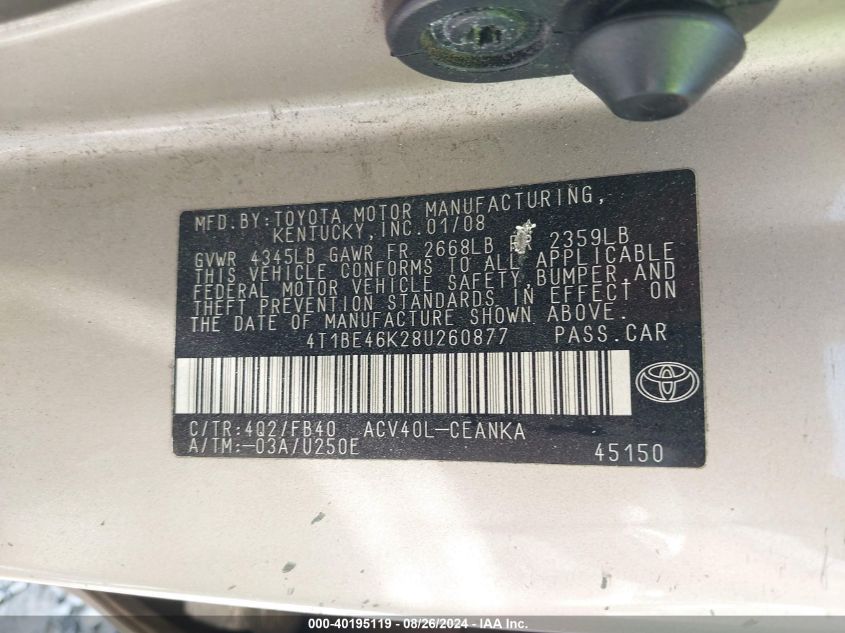 MFD.BY:TOYOTA MOTOR MANUFACTURING,
KENTUCKY,INC.01/08
GVWR 4345LB GAWR FR 2668LB RR 2359LB
THIS VEHICLE CONFORMS TO ALL APPLICABLE
FEDERAL MOTOR VEHICLE SAFETY,BUMPER,AND
THEFT PREVENTION STANDARDS IN EFFECT ON
THE DATE OF MANUFACTURE SHOWN ABOVE.
4T1BE46K28U260877 PASS.CAR
C/TR:4Q2/FB40 ACV40L-CEANKA
A/TM:-03A/U250E 45150
000-40195119 - 08/26/2024 - IAA Inc.